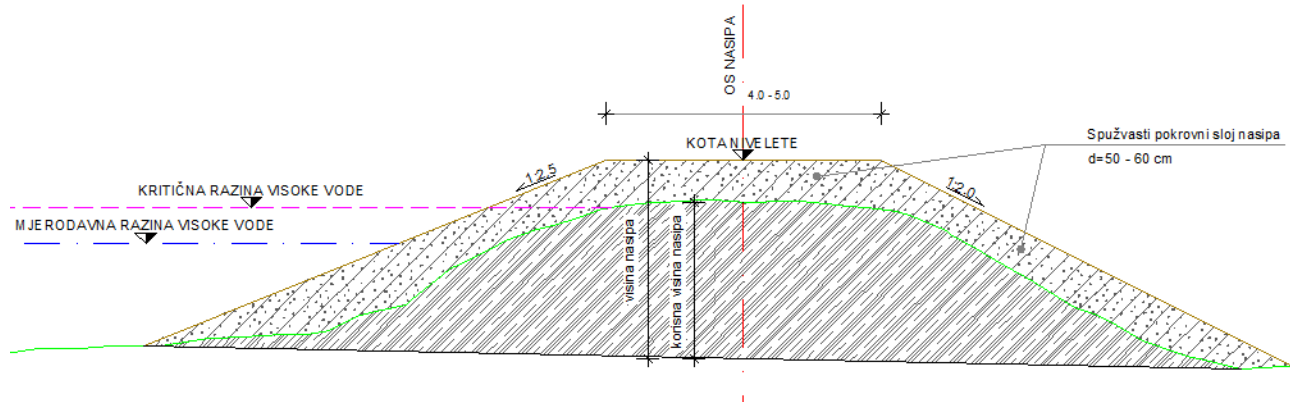 OS NASIPA
4.0 - 5.0
KOTA NIVELETE
Spužvasti pokrovni sloj nasipa
d=50 - 60 cm
1:2.5
1:2.0
KRITIČNA RAZINA VISOKE VODE
MJERODAVNA RAZINA VISOKE VODE
visina nasipa
korisna visina nasipa